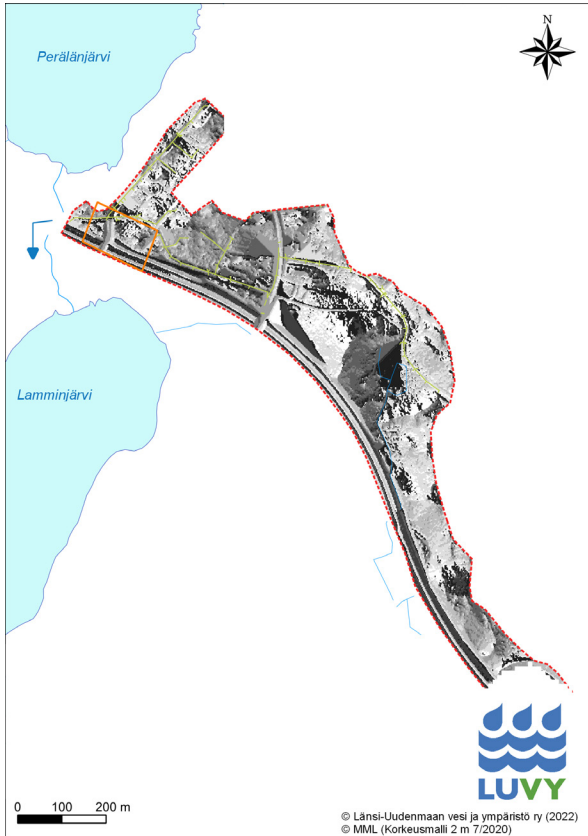 Perälänjärvi
N
Lamminjärvi
LUVY
0 100 200 m
© Länsi-Uudenmaan vesi ja ympäristö ry (2022)
© MML (Korkeusmalli 2 m 7/2020)